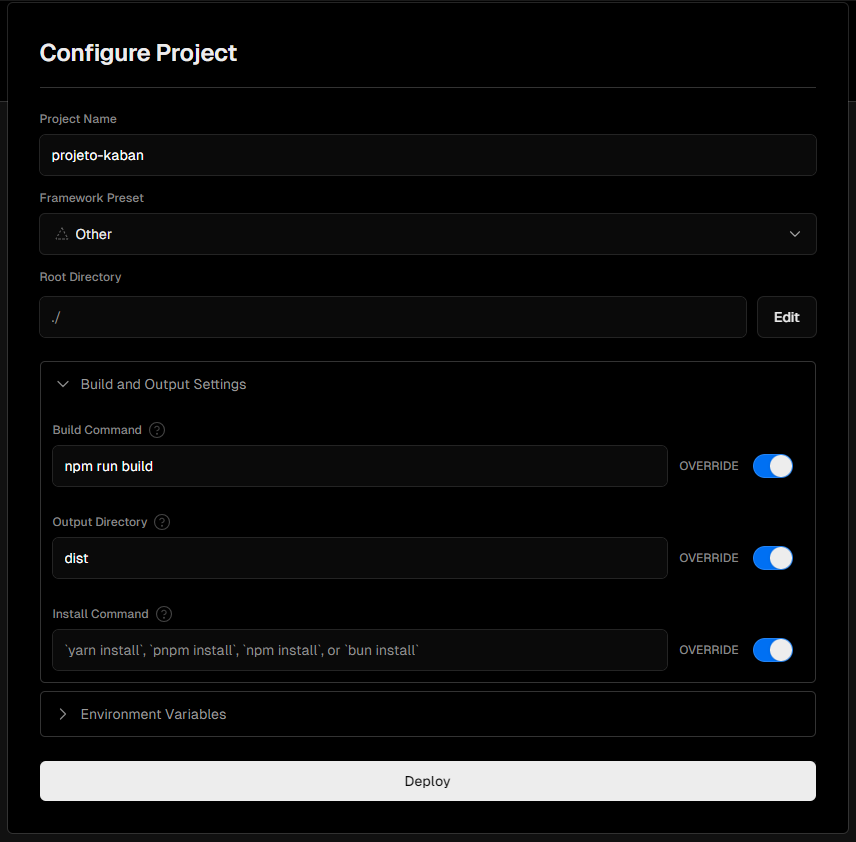 Configure Project
Project Name
projeto-kaban
Framework Preset
Other
Root Directory
./
Edit
Build and Output Settings
Build Command ?
npm run build
OVERRIDE
Output Directory ?
dist
OVERRIDE
Install Command ?
`yarn install`, `pnpm install`, `npm install`, or `bun install`
OVERRIDE
Environment Variables
Deploy